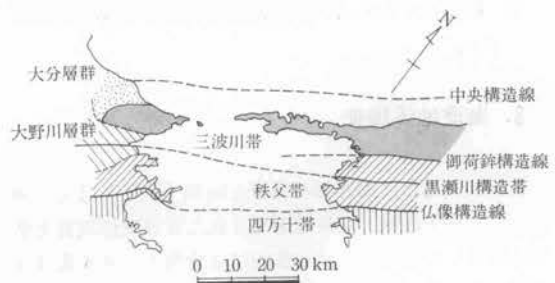 N
大分層群
中央構造線
大野川層群
三波川帯
御荷鉾構造線
黒瀬川構造帯
秩父帯
仏像構造線
四万十帯
0 10 20 30 km